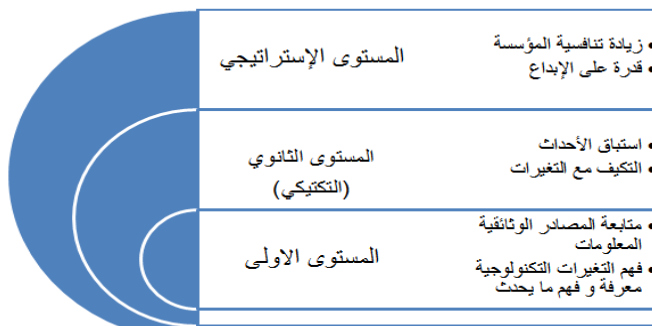 المستوى الإستراتيجي
زيادة تنافسية المؤسسة
قدرة على الإبداع
المستوى الثانوي
(التكتيكي)
استباق الأحداث
التكيف مع التغيرات
المستوى الاولى
متابعة المصادر الوثائقية
المعلومات
فهم التغيرات التكنولوجية
معرفة و فهم ما يحدث